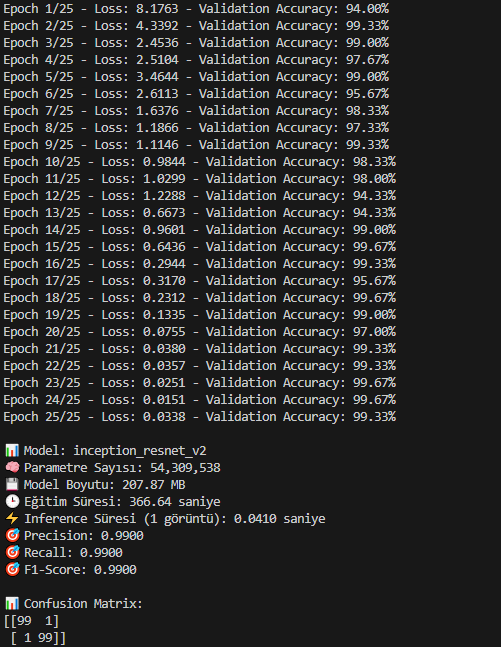 Epoch 1/25 - Loss: 8.1763 - Validation Accuracy: 94.00%
Epoch 2/25 - Loss: 4.3392 - Validation Accuracy: 99.33%
Epoch 3/25 - Loss: 2.4536 - Validation Accuracy: 99.00%
Epoch 4/25 - Loss: 2.5104 - Validation Accuracy: 97.67%
Epoch 5/25 - Loss: 3.4644 - Validation Accuracy: 99.00%
Epoch 6/25 - Loss: 2.6113 - Validation Accuracy: 95.67%
Epoch 7/25 - Loss: 1.6376 - Validation Accuracy: 98.33%
Epoch 8/25 - Loss: 1.1866 - Validation Accuracy: 97.33%
Epoch 9/25 - Loss: 1.1146 - Validation Accuracy: 99.33%
Epoch 10/25 - Loss: 0.9844 - Validation Accuracy: 98.33%
Epoch 11/25 - Loss: 1.0299 - Validation Accuracy: 98.00%
Epoch 12/25 - Loss: 1.2288 - Validation Accuracy: 94.33%
Epoch 13/25 - Loss: 0.6673 - Validation Accuracy: 94.33%
Epoch 14/25 - Loss: 0.9601 - Validation Accuracy: 99.00%
Epoch 15/25 - Loss: 0.6436 - Validation Accuracy: 99.67%
Epoch 16/25 - Loss: 0.2944 - Validation Accuracy: 99.33%
Epoch 17/25 - Loss: 0.3170 - Validation Accuracy: 95.67%
Epoch 18/25 - Loss: 0.2312 - Validation Accuracy: 99.67%
Epoch 19/25 - Loss: 0.1335 - Validation Accuracy: 99.00%
Epoch 20/25 - Loss: 0.0755 - Validation Accuracy: 97.00%
Epoch 21/25 - Loss: 0.0380 - Validation Accuracy: 99.33%
Epoch 22/25 - Loss: 0.0357 - Validation Accuracy: 99.33%
Epoch 23/25 - Loss: 0.0251 - Validation Accuracy: 99.67%
Epoch 24/25 - Loss: 0.0151 - Validation Accuracy: 99.67%
Epoch 25/25 - Loss: 0.0338 - Validation Accuracy: 99.33%
📊 Model: inception_resnet_v2
🧠 Parametre Sayısı: 54,309,538
💾 Model Boyutu: 207.87 MB
🕒 Eğitim Süresi: 366.64 saniye
⚡ Inference Süresi (1 görüntü): 0.0410 saniye
🎯 Precision: 0.9900
🎯 Recall: 0.9900
🎯 F1-Score: 0.9900
📊 Confusion Matrix:
[[99  1]
 [ 1 99]]